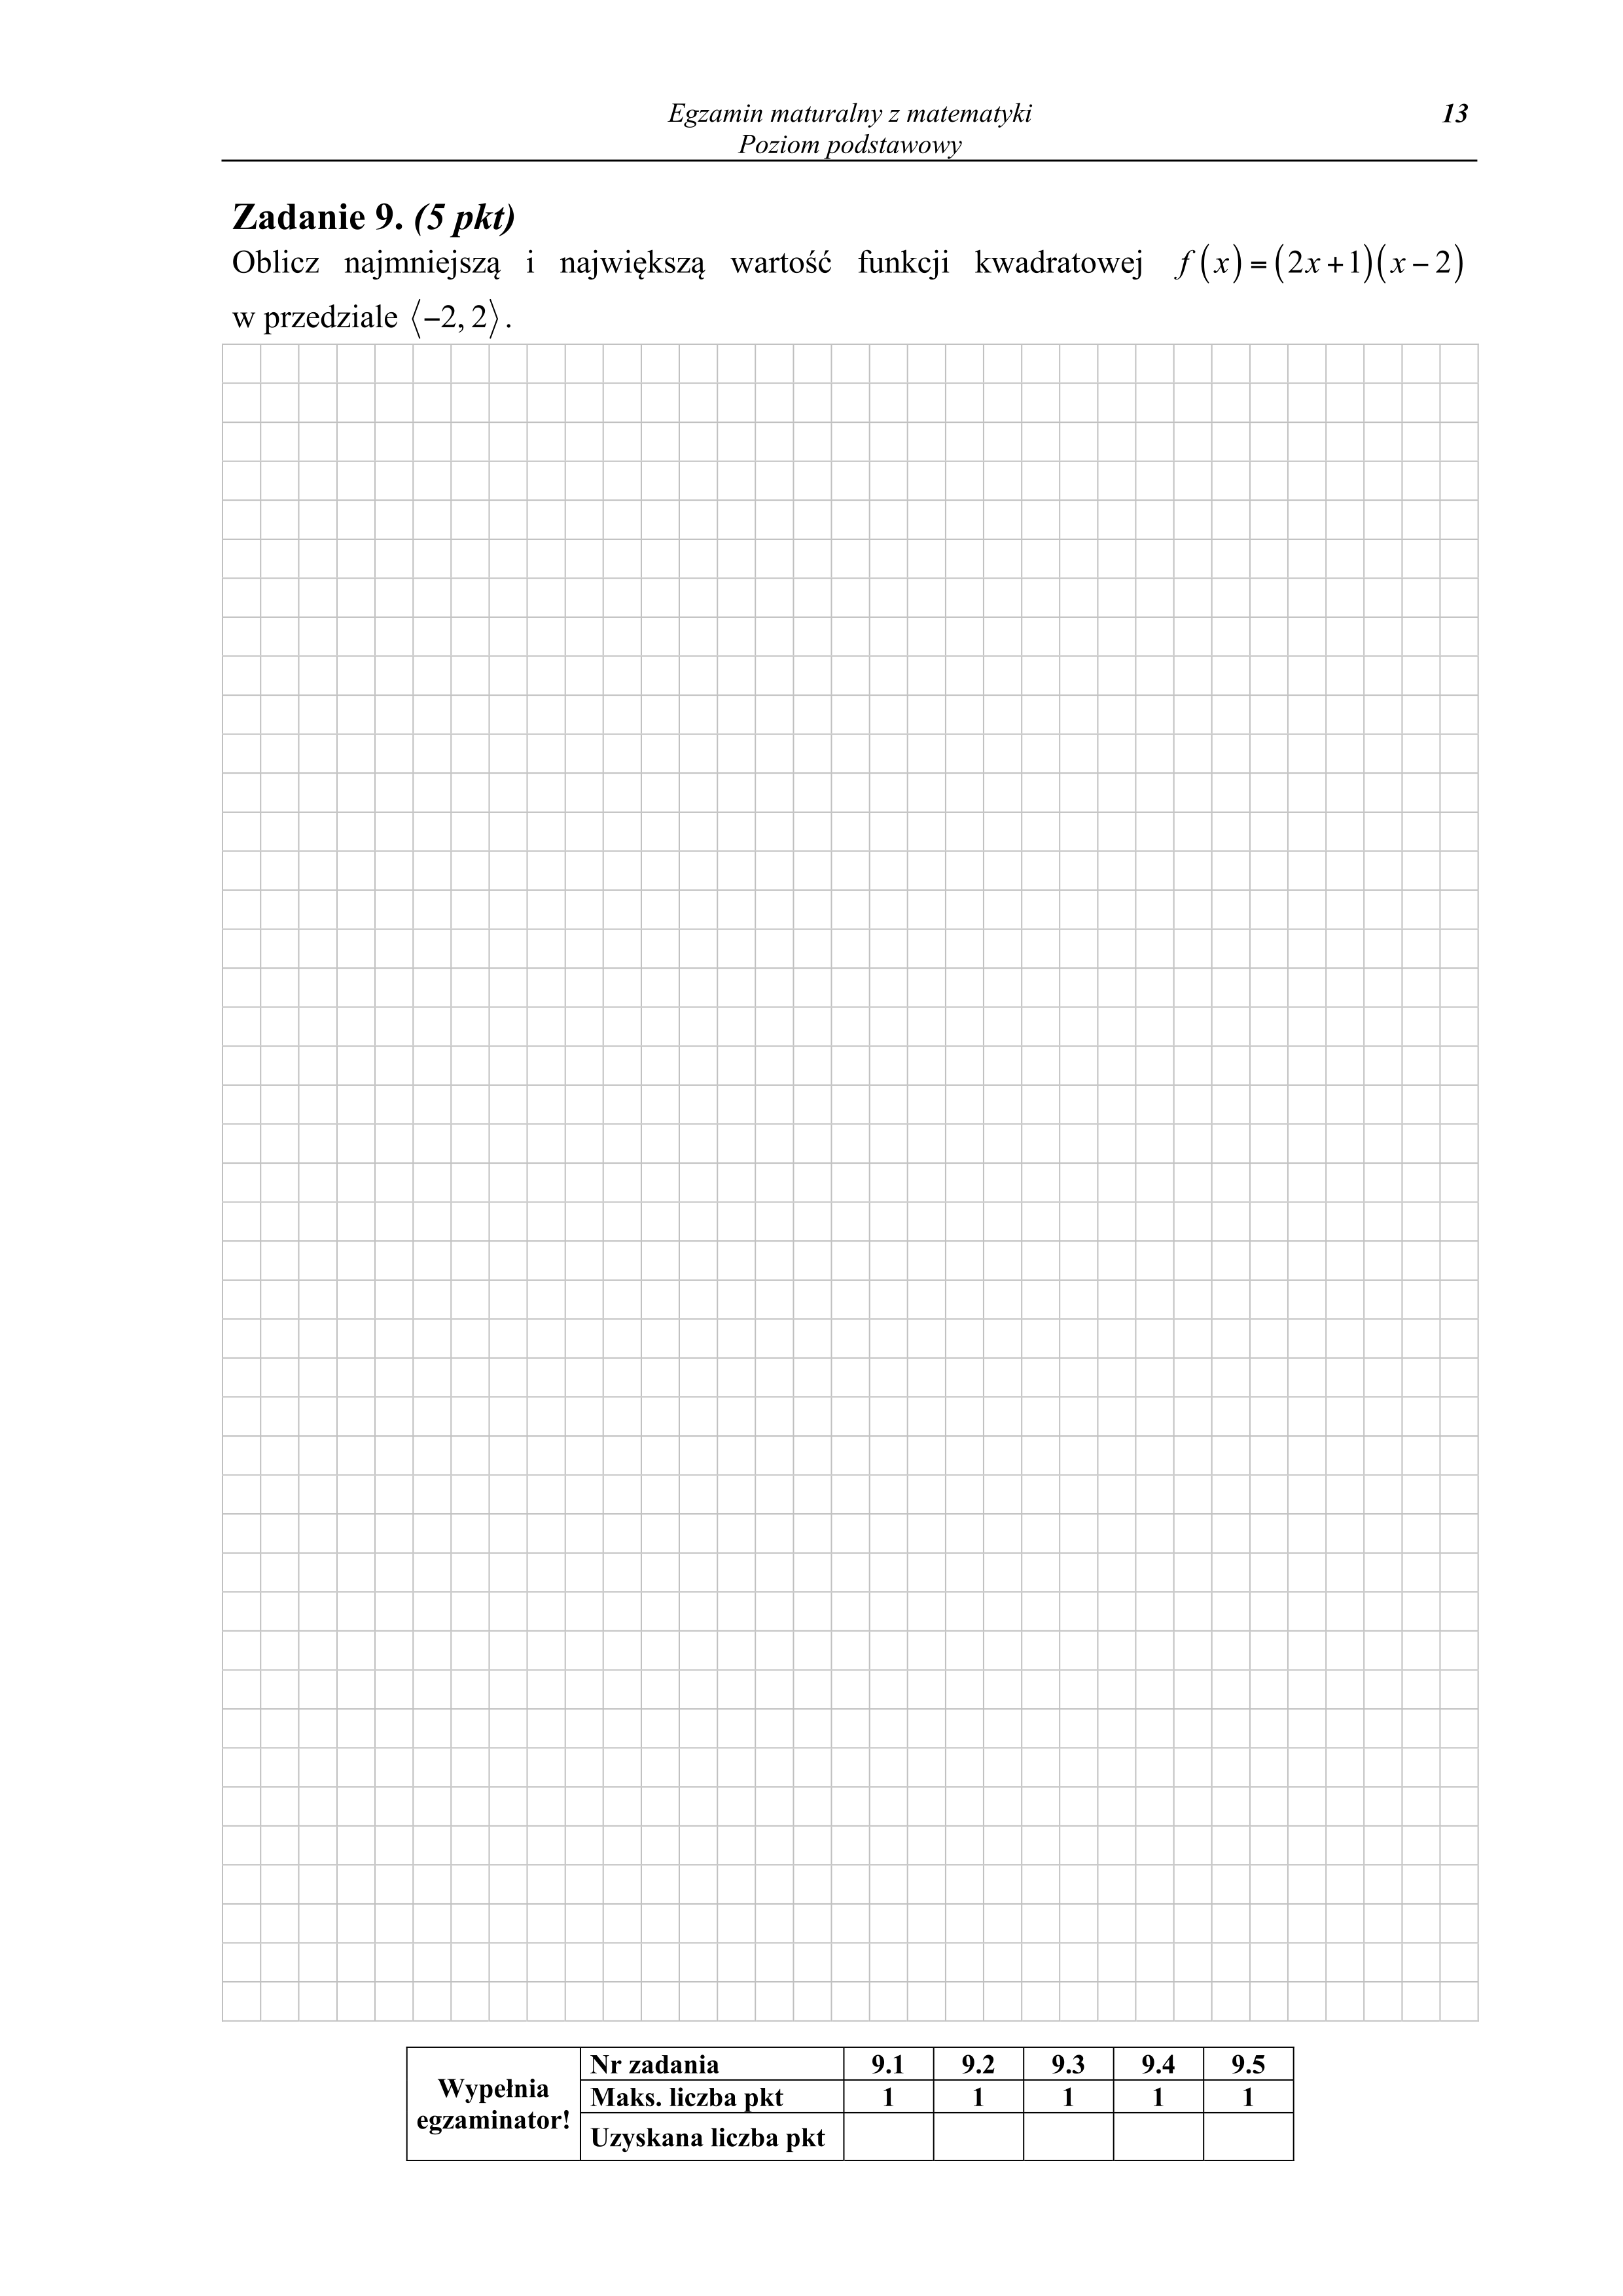 Egzamin maturalny z matematyki 13
Poziom podstawowy
Zadanie 9. (5 pkt)
Oblicz najmniejszą i największą wartość funkcji kwadratowej f(x)=(2x+1)(x−2)
w przedziale ⟨−2, 2⟩.
Wypełnia egzaminator!
Nr zadania 9.1 9.2 9.3 9.4 9.5
Maks. liczba pkt 1 1 1 1 1
Uzyskana liczba pkt